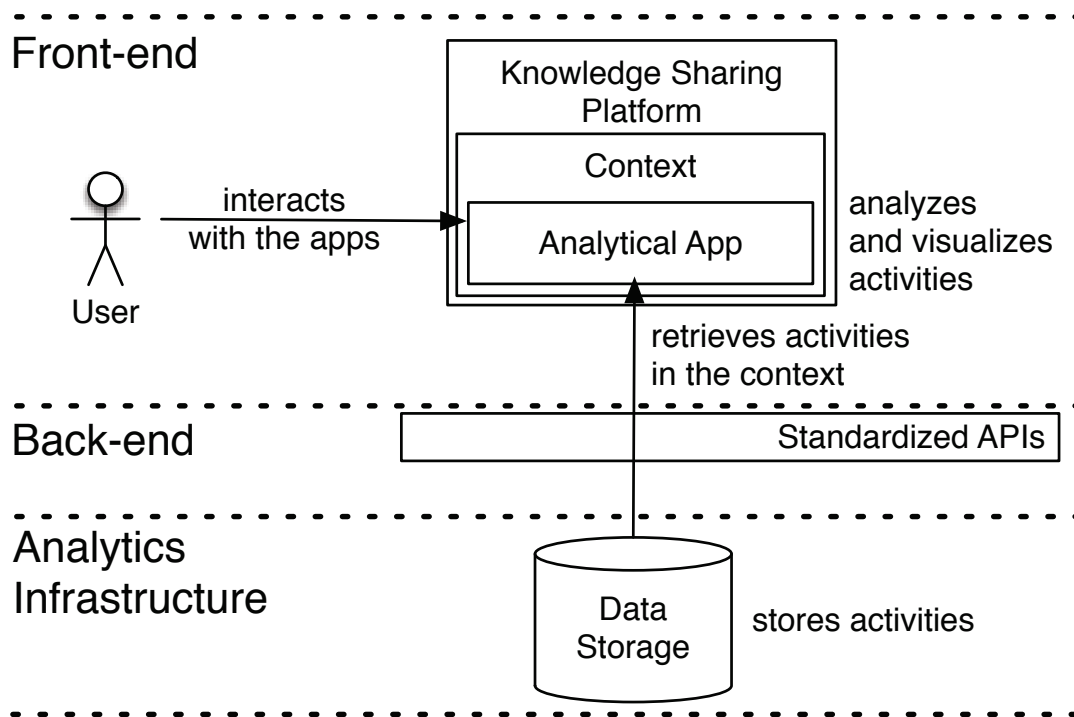 Front-end
Knowledge Sharing
Platform
Context
Analytical App
interacts
with the apps
User
analyzes
and visualizes
activities
retrieves activities
in the context
Back-end
Standardized APIs
Analytics
Infrastructure
Data
Storage
stores activities